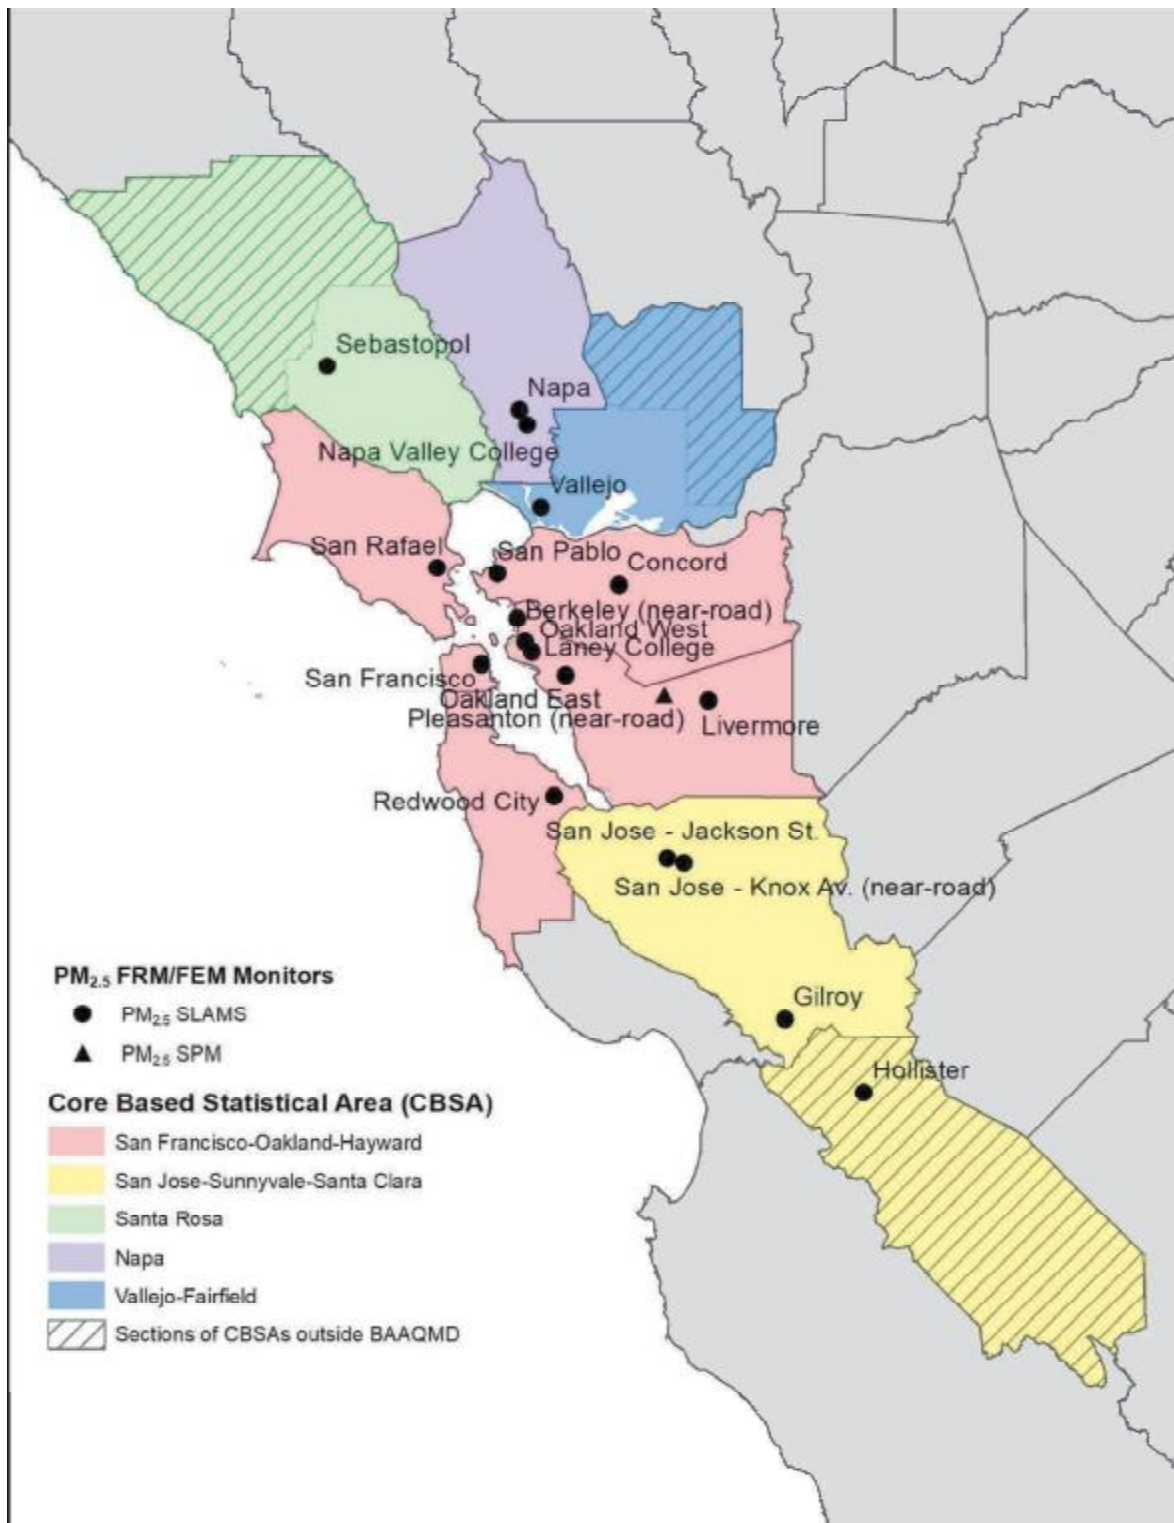 Sebastopol
Napa
Napa Valley College
Vallejo
San Rafael
San Pablo
Concord
Berkeley (near-road)
Oakland West
Laney College
San Francisco
Oakland East
Pleasanton (near-road)
Livermore
Redwood City
San Jose - Jackson St.
San Jose - Knox Av. (near-road)
Gilroy
Hollister
PM2.5 FRM/FEM Monitors
PM2.5 SLAMS
PM2.5 SPM
Core Based Statistical Area (CBSA)
San Francisco-Oakland-Hayward
San Jose-Sunnyvale-Santa Clara
Santa Rosa
Napa
Vallejo-Fairfield
Sections of CBSAs outside BAAQMD